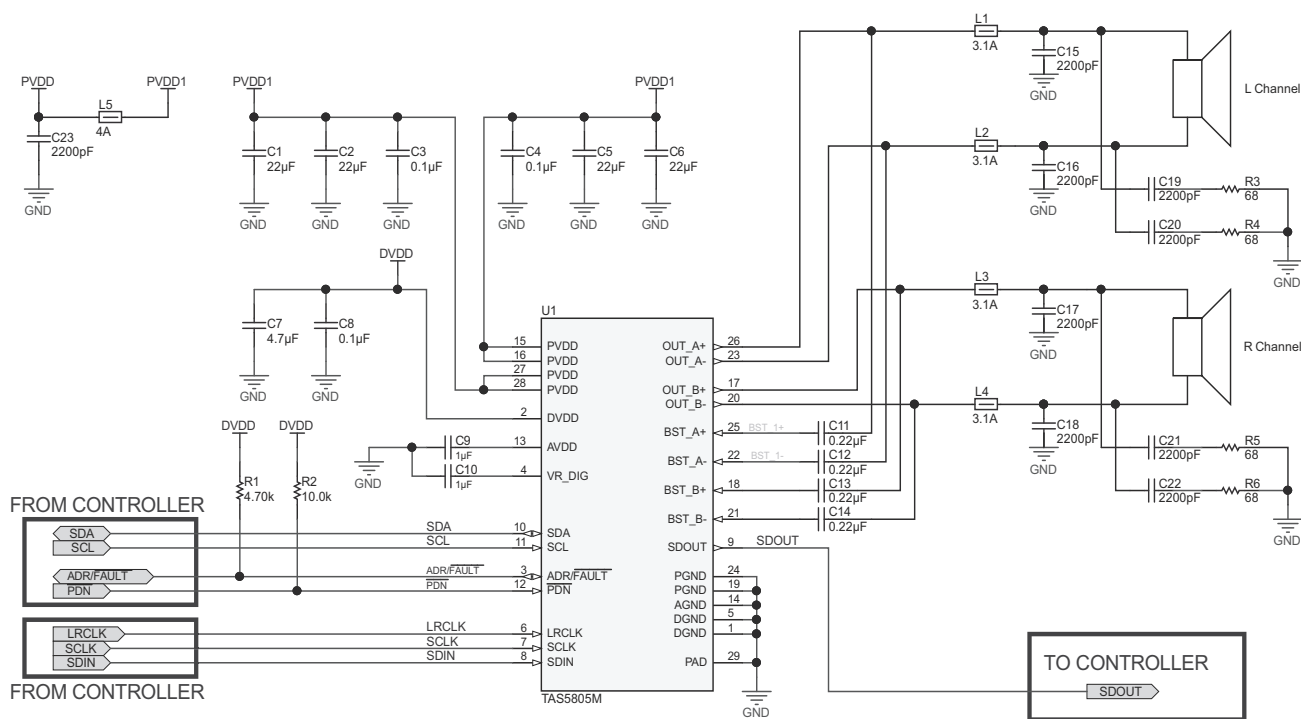 L1
3.1A
C15
2200pF
GND
L Channel
L2
3.1A
C16
2200pF
GND
C19
2200pF
R3
68
C20
2200pF
R4
68
GND
PVDD
PVDD1
L5
4A
C23
2200pF
GND
PVDD1
C1
22µF
C2
22µF
C3
0.1µF
GND
GND
GND
PVDD1
C4
0.1µF
C5
22µF
C6
22µF
GND
GND
GND
DVDD
C7
4.7µF
C8
0.1µF
GND
GND
L3
3.1A
C17
2200pF
GND
R Channel
L4
3.1A
C18
2200pF
GND
C21
2200pF
R5
68
C22
2200pF
R6
68
GND
U1
15 PVDD
16 PVDD
27 PVDD
28 PVDD
2 DVDD
13 AVDD
4 VR_DIG
10 SDA
11 SCL
3 ADR/FAULT
12 PDN
6 LRCLK
7 SCLK
8 SDIN
OUT_A+ 26
OUT_A- 23
OUT_B+ 17
OUT_B- 20
BST_A+ 25 BST_1+
BST_A- 22 BST_1-
BST_B+ 18
BST_B- 21
SDOUT 9 SDOUT
PGND 24
PGND 19
AGND 14
DGND 5
DGND 1
PAD 29
TAS5805M
GND
C11
0.22µF
C12
0.22µF
C13
0.22µF
C14
0.22µF
C9
1µF
C10
1µF
GND
DVDD
DVDD
R1
4.70k
R2
10.0k
FROM CONTROLLER
SDA
SCL
ADR/FAULT
PDN
SDA
SCL
ADR/FAULT
PDN
LRCLK
SCLK
SDIN
LRCLK
SCLK
SDIN
FROM CONTROLLER
TO CONTROLLER
SDOUT